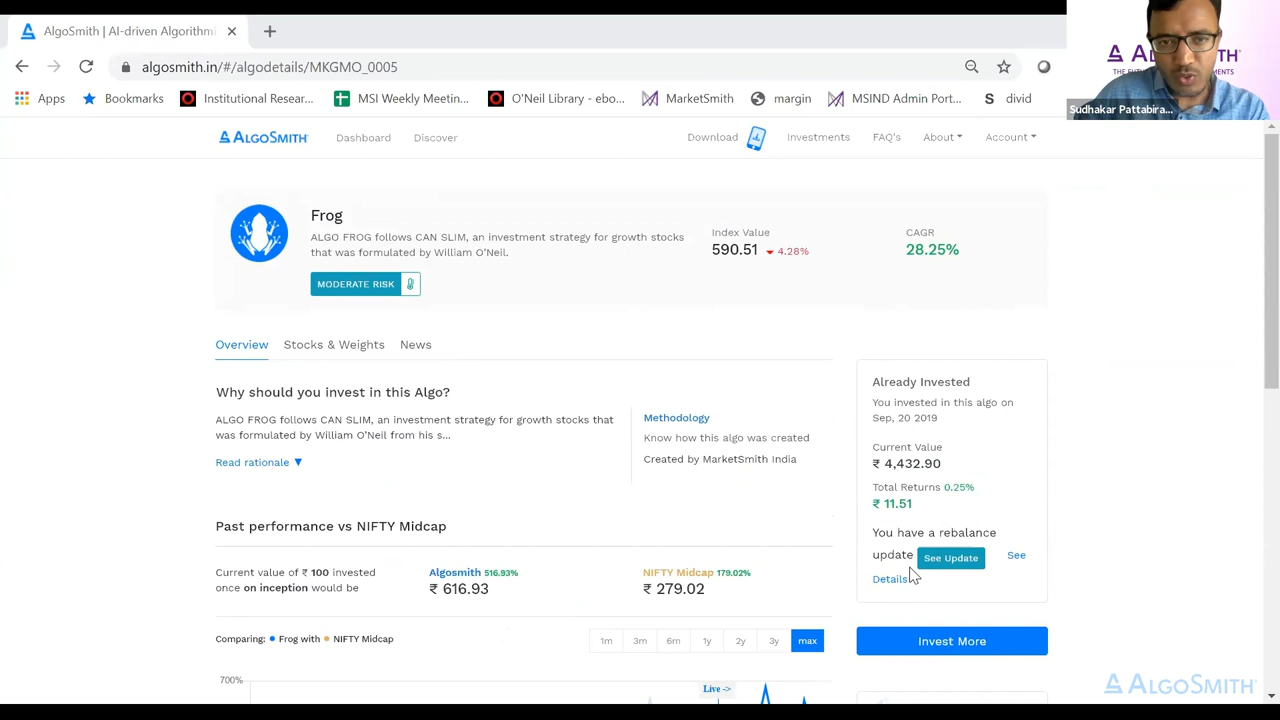 AlgoSmith | AI-driven Algorithmi
algosmith.in/#/algodetails/MKGMO_0005
Apps
Bookmarks
Institutional Resear...
MSI Weekly Meetin...
O'Neil Library - ebo...
MarketSmith
margin
MSIND Admin Port...
divid
Sudhakar Pattabira...
ALGOSMITH
Dashboard
Discover
Download
Investments
FAQ's
About
Account
Frog
ALGO FROG follows CAN SLIM, an investment strategy for growth stocks
that was formulated by William O'Neil.
MODERATE RISK
Index Value
590.51 4.28%
CAGR
28.25%
Overview
Stocks & Weights
News
Why should you invest in this Algo?
ALGO FROG follows CAN SLIM, an investment strategy for growth stocks that
was formulated by William O'Neil from his s...
Read rationale ▼
Methodology
Know how this algo was created
Created by MarketSmith India
Past performance vs NIFTY Midcap
Current value of ₹ 100 invested
once on inception would be
Algosmith 516.93%
₹ 616.93
NIFTY Midcap 179.02%
₹ 279.02
Comparing: Frog with NIFTY Midcap
1m
3m
6m
1y
2y
3y
max
700%
Live ->
Already Invested
You invested in this algo on
Sep, 20 2019
Current Value
₹ 4,432.90
Total Returns 0.25%
₹ 11.51
You have a rebalance
update See Update See
Details
Invest More
ALGOSMITH